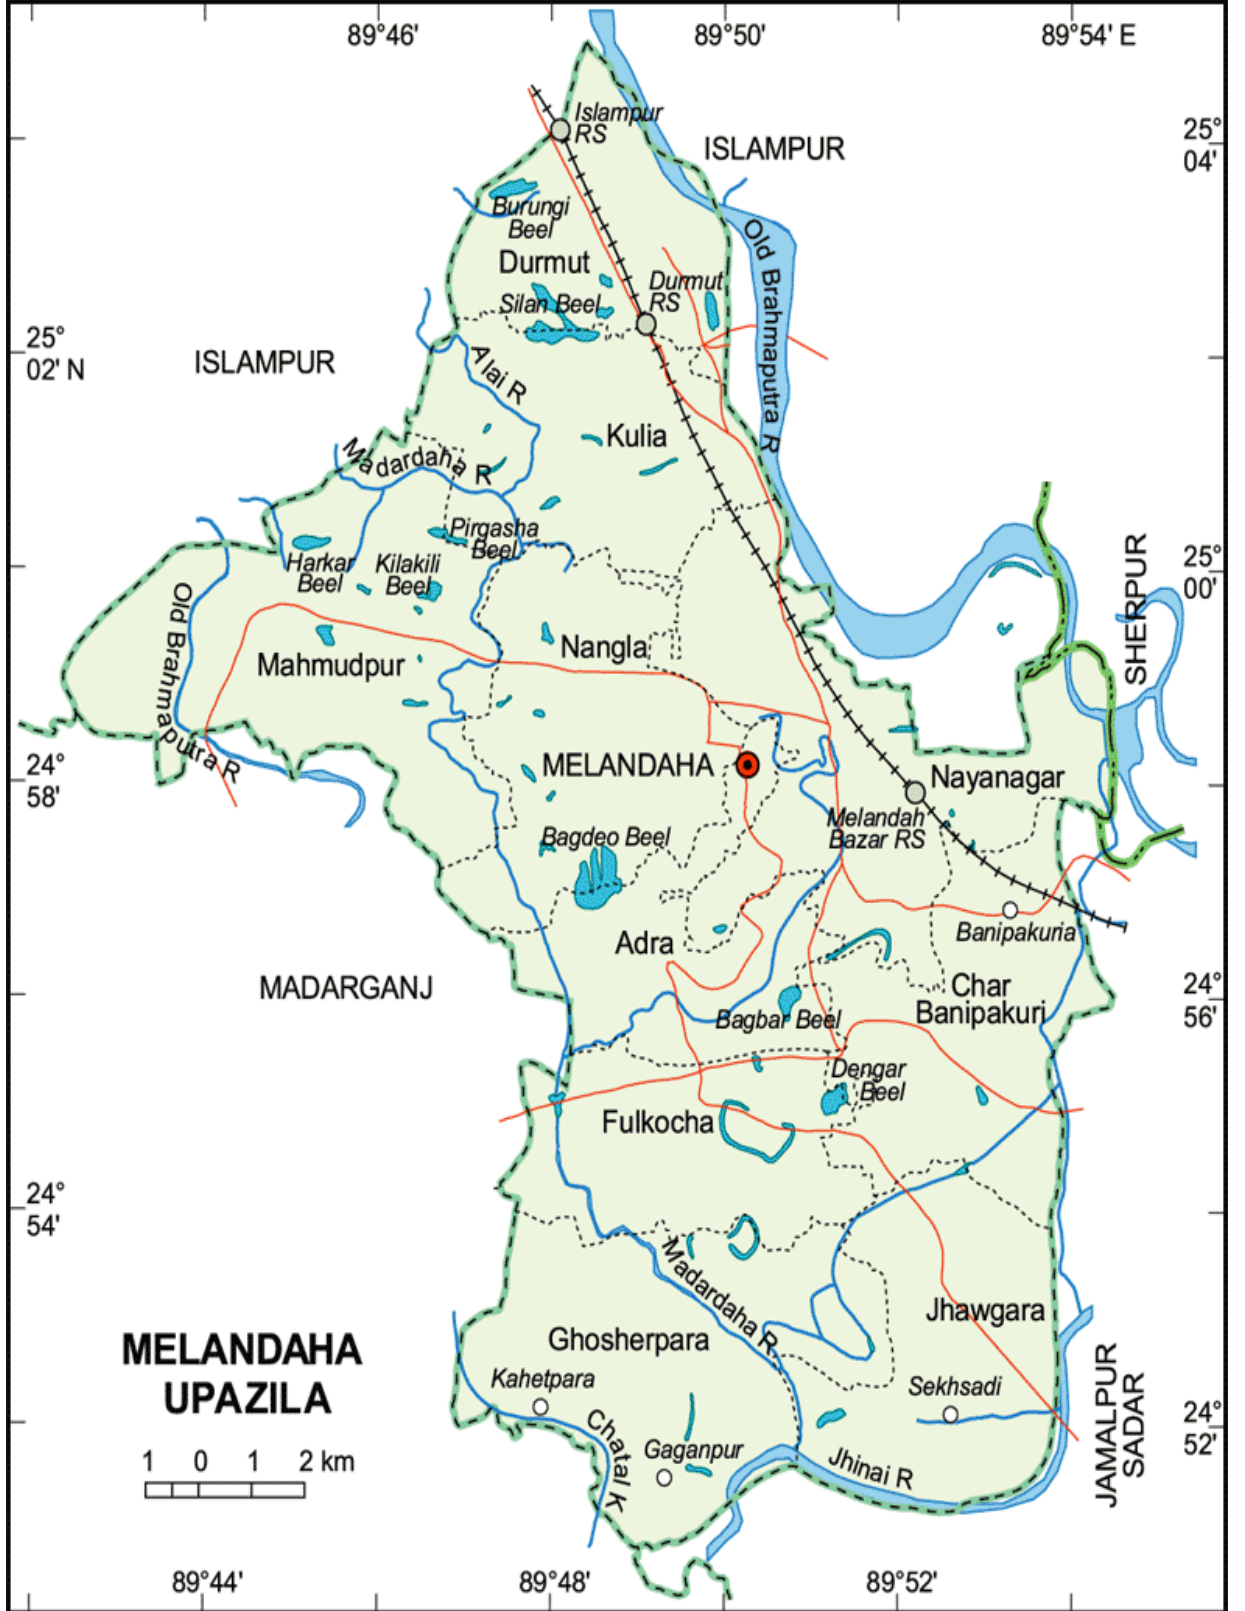 89°46'
89°50'
89°54' E
Islampur
RS
ISLAMPUR
25°
04'
Burungi
Beel
Old Brahmaputra R
Durmut
Durmut
RS
Silan Beel
25°
02' N
ISLAMPUR
Alai R
Kulia
Madardaha R
Pirgasha
Beel
Harkar
Beel
Kilakili
Beel
SHERPUR
25°
00'
Old Brahmaputra R
Nangla
Mahmudpur
MELANDAHA
Nayanagar
24°
58'
24°
58'
Melandah
Bazar RS
Bagdeo Beel
Banipakuria
Adra
MADARGANJ
Char
Banipakuri
24°
56'
Bagbar Beel
Dengar
Beel
Fulkocha
24°
54'
Madardaha R
Jhawgara
Ghosherpara
MELANDAHA
UPAZILA
Kahetpara
Sekhsadi
JAMALPUR
SADAR
Chatal K
24°
52'
Gaganpur
Jhinai R
1 0 1 2 km
89°44'
89°48'
89°52'